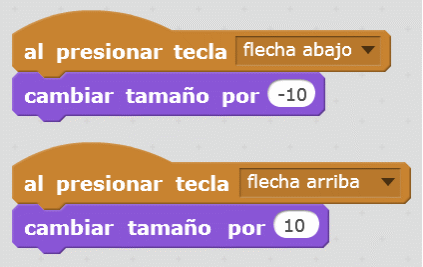 al presionar tecla flecha abajo
cambiar tamaño por -10
al presionar tecla flecha arriba
cambiar tamaño por 10